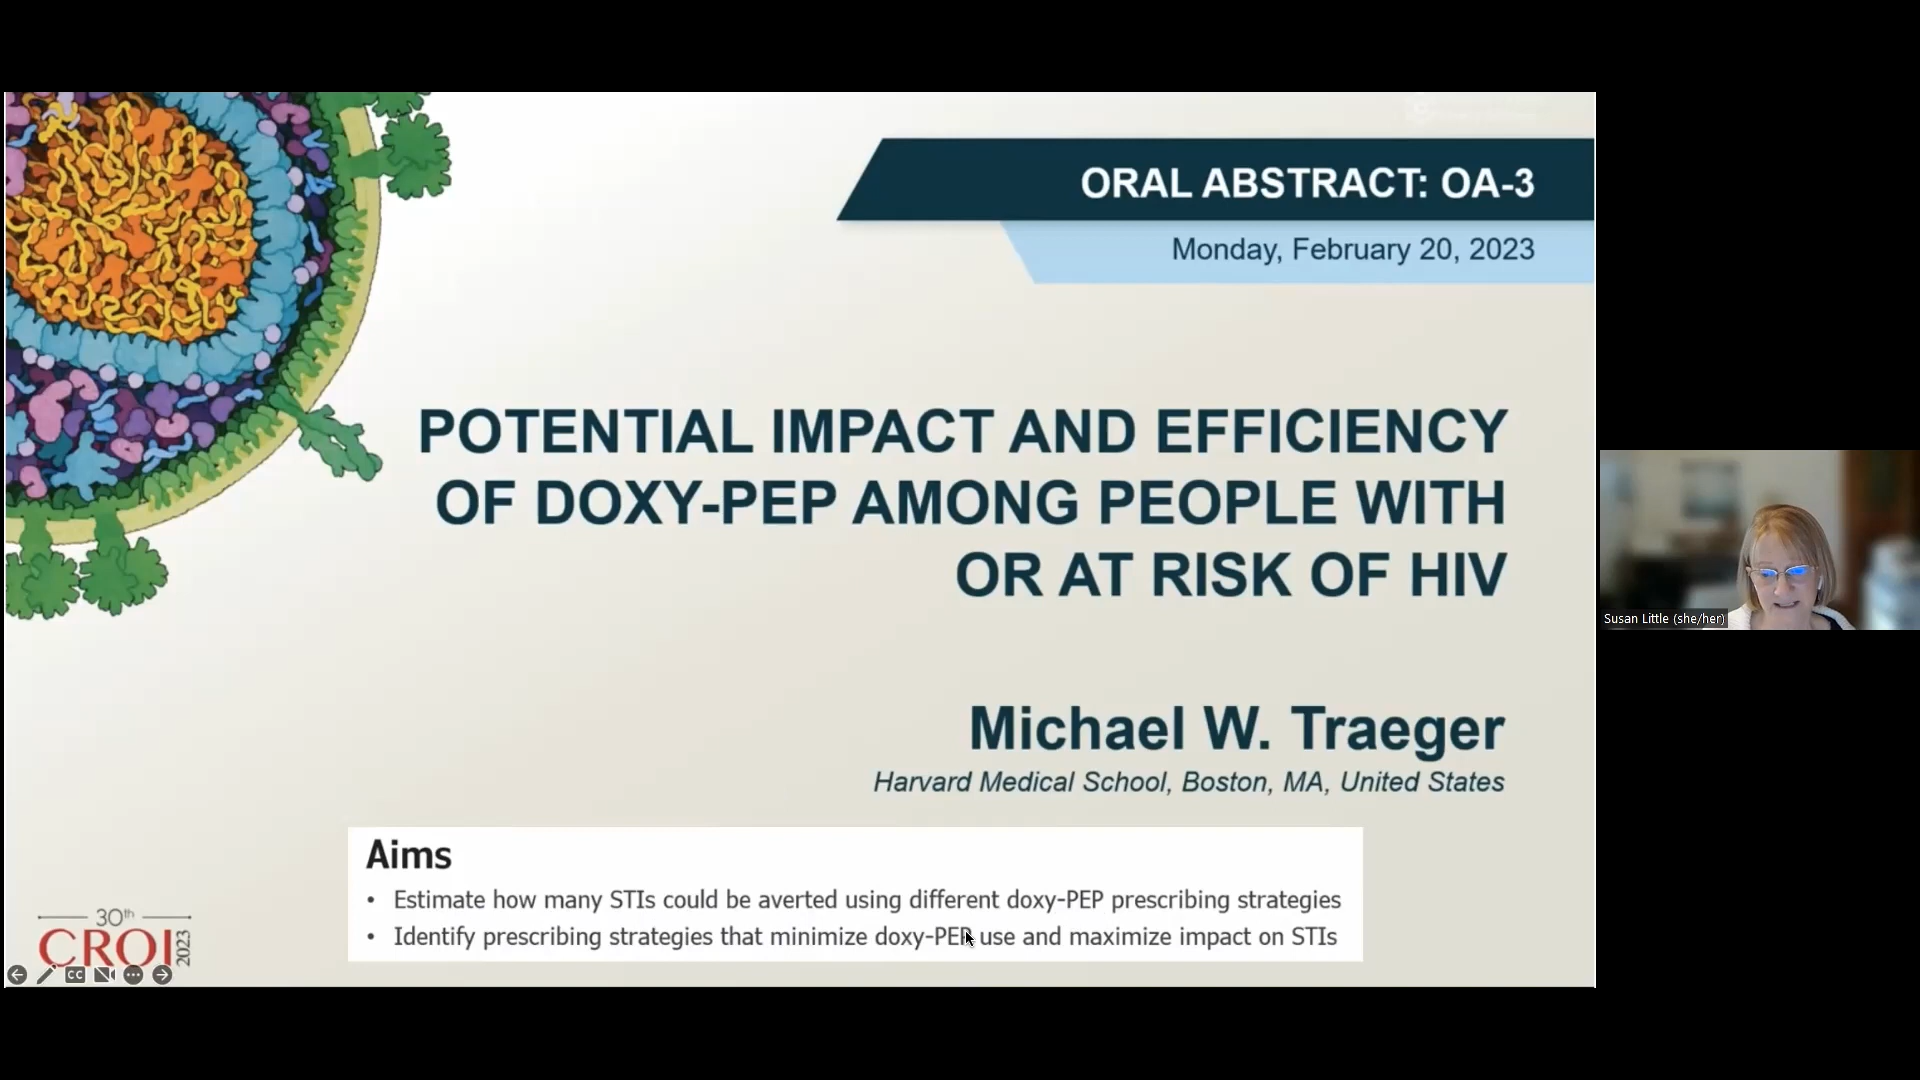 ORAL ABSTRACT: OA-3
Monday, February 20, 2023
POTENTIAL IMPACT AND EFFICIENCY
OF DOXY-PEP AMONG PEOPLE WITH
OR AT RISK OF HIV
Michael W. Traeger
Harvard Medical School, Boston, MA, United States
Aims
• Estimate how many STIs could be averted using different doxy-PEP prescribing strategies
• Identify prescribing strategies that minimize doxy-PEP use and maximize impact on STIs
30th
CROI 2023
CC
Susan Little (she/her)